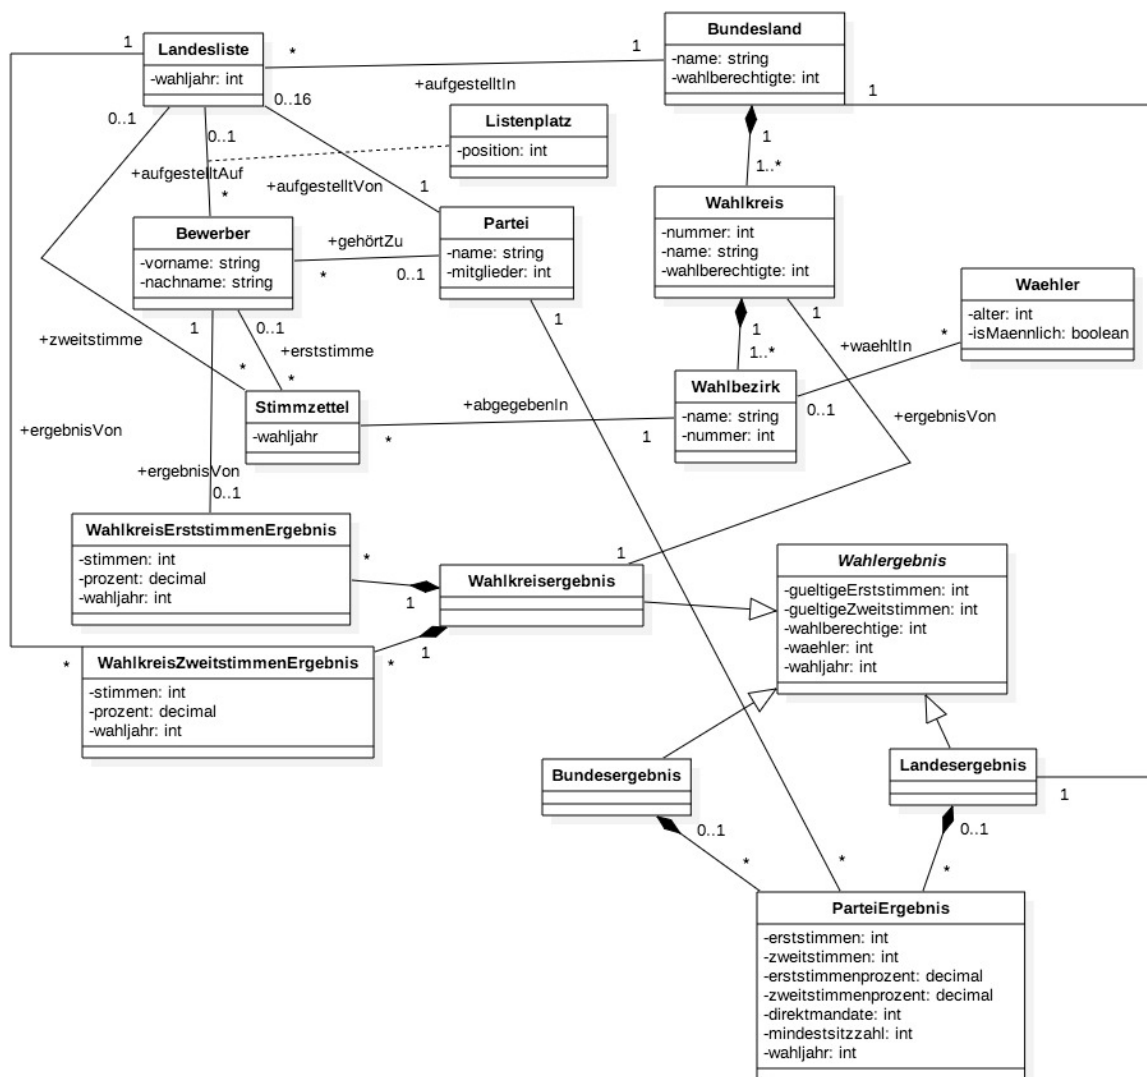 Landesliste
-wahljahr: int
Bundesland
-name: string
-wahlberechtigte: int
1
*
1
+aufgestelltIn
1
0..1
0..1
0..16
Listenplatz
-position: int
1
1..*
+aufgestelltAuf
*
+aufgestelltVon
1
Bewerber
-vorname: string
-nachname: string
+gehörtZu
*
0..1
Partei
-name: string
-mitglieder: int
Wahlkreis
-nummer: int
-name: string
-wahlberechtigte: int
Waehler
-alter: int
-isMaennlich: boolean
1
0..1
1
1
1
+zweitstimme
+erststimme
*
*
1..*
+waehltIn
*
0..1
Stimmzettel
-wahljahr
+abgegebenIn
*
1
Wahlbezirk
-name: string
-nummer: int
+ergebnisVon
+ergebnisVon
+ergebnisVon
0..1
WahlkreisErststimmenErgebnis
-stimmen: int
-prozent: decimal
-wahljahr: int
*
1
1
Wahlkreisergebnis
Wahlergebnis
-gueltigeErststimmen: int
-gueltigeZweitstimmen: int
-wahlberechtige: int
-waehler: int
-wahljahr: int
*
*
1
WahlkreisZweitstimmenErgebnis
-stimmen: int
-prozent: decimal
-wahljahr: int
Bundesergebnis
Landesergebnis
1
0..1
0..1
*
*
*
ParteiErgebnis
-erststimmen: int
-zweitstimmen: int
-erststimmenprozent: decimal
-zweitstimmenprozent: decimal
-direktmandate: int
-mindestsitzzahl: int
-wahljahr: int